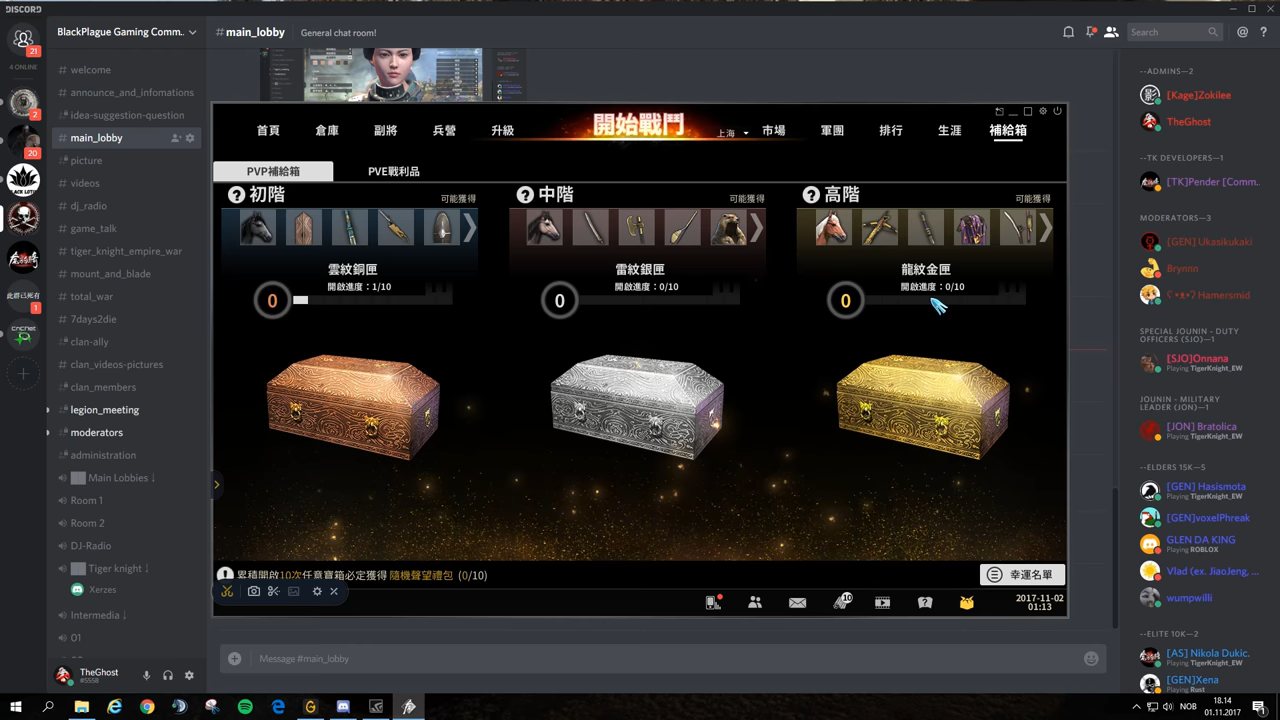 DISCORD
BlackPlague Gaming Comm..
# main_lobby
General chat room!
Search
21
4 ONLINE
2
20
1
welcome
announce_and_infomations
idea-suggestion-question
main_lobby
picture
videos
dj_radio
game_talk
tiger_knight_empire_war
mount_and_blade
total_war
7days2die
clan-ally
clan_videos-pictures
clan_members
legion_meeting
moderators
administration
Main Lobbies ↓
Room 1
Room 2
DJ-Radio
Tiger knight ↓
Xerzes
Intermedia ↓
01
TheGhost
#5558
首頁
倉庫
副將
兵營
升級
開始戰鬥
上海
市場
軍團
排行
生涯
補給箱
PVP補給箱
PVE戰利品
? 初階
可能獲得
? 中階
可能獲得
? 高階
可能獲得
雲紋銅匣
開啟進度：1/10
0
雷紋銀匣
開啟進度：0/10
0
龍紋金匣
開啟進度：0/10
0
累積開啟10次任意寶箱必定獲得 隨機聲望禮包 (0/10)
幸運名單
10
2017-11-02
01:13
Message #main_lobby
--ADMINS—2
[Kage]Zokilee
TheGhost
--TK DEVELOPERS—1
[TK]Pender [Comm..
MODERATORS—3
[GEN] Ukasikukaki
Brynnn
ʕ •ᴥ•ʔ Hamersmid
SPECIAL JOUNIN - DUTY
OFFICERS (SJO)—1
[SJO]Onnana
Playing TigerKnight_EW
JOUNIN - MILITARY
LEADER (JON)—1
[JON] Bratolica
Playing TigerKnight_EW
--ELDERS 15K—5
[GEN] Hasismota
Playing TigerKnight_EW
[GEN]voxelPhreak
GLEN DA KING
Playing ROBLOX
Vlad (ex. JiaoJeng, ...
wumpwilli
--ELITE 10K—2
[AS] Nikola Dukic.
Playing TigerKnight_EW
[GEN]Xena
Playing Rust
NOB
18.14
01.11.2017